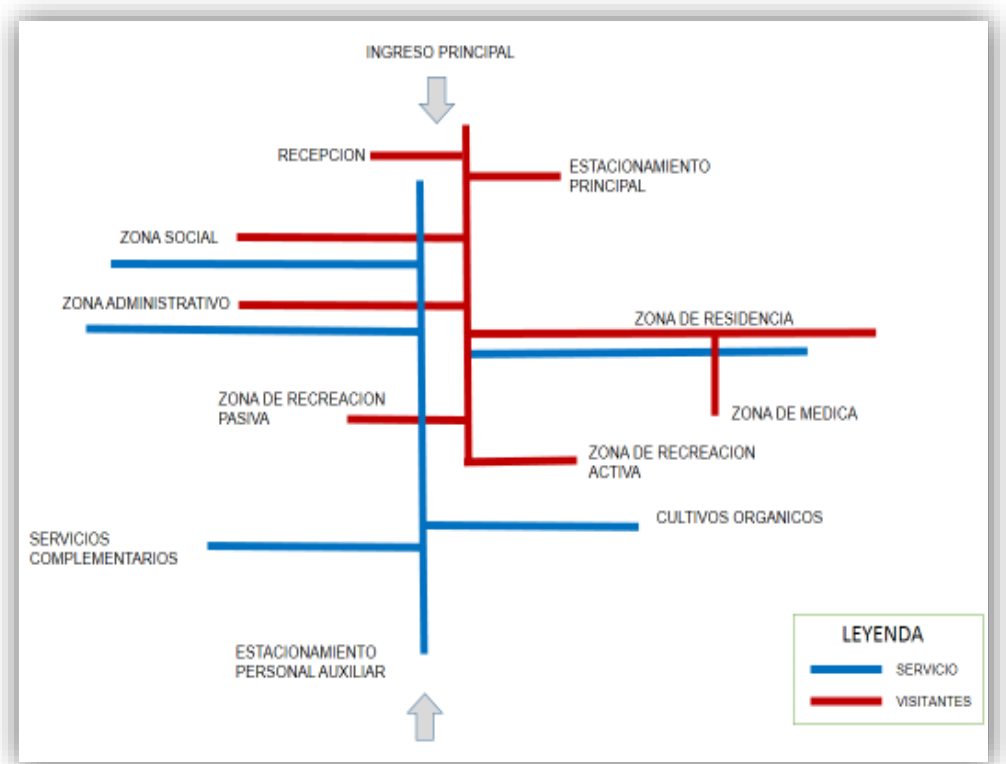 INGRESO PRINCIPAL
RECEPCION
ESTACIONAMIENTO
PRINCIPAL
ZONA SOCIAL
ZONA ADMINISTRATIVO
ZONA DE RESIDENCIA
ZONA DE RECREACION
PASIVA
ZONA DE MEDICA
ZONA DE RECREACION
ACTIVA
CULTIVOS ORGANICOS
SERVICIOS
COMPLEMENTARIOS
ESTACIONAMIENTO
PERSONAL AUXILIAR
LEYENDA
SERVICIO
VISITANTES